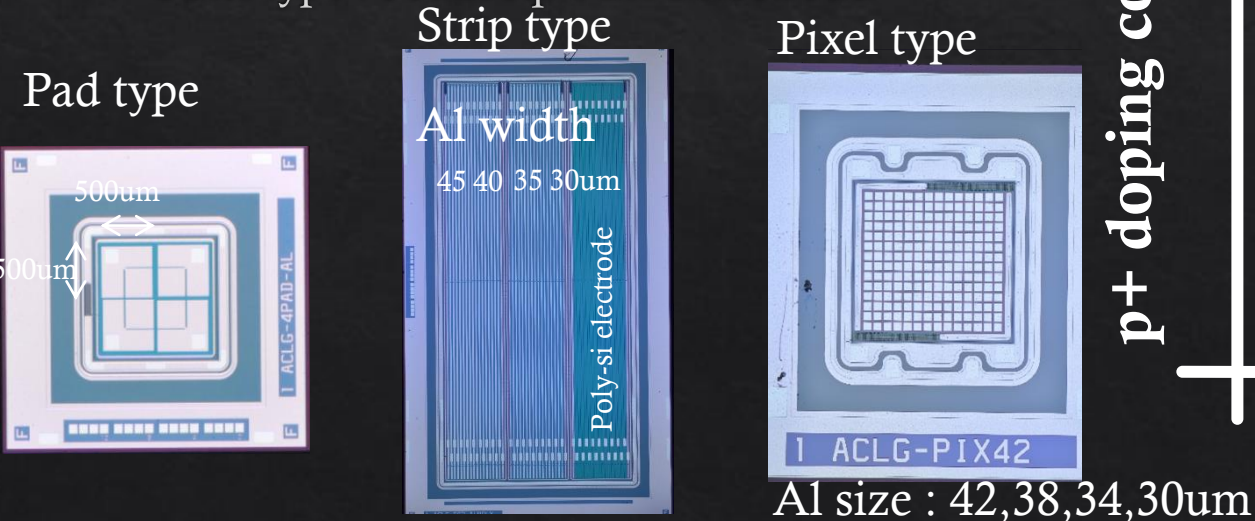 Strip type
Pixel type
Pad type
Al width
45 40 35 30um
500um
500um
Poly-si electrode
1 ACLG-4PAD-AL
F
F
F
F
1 ACLG-PIX42
Al size : 42,38,34,30um
p+ doping